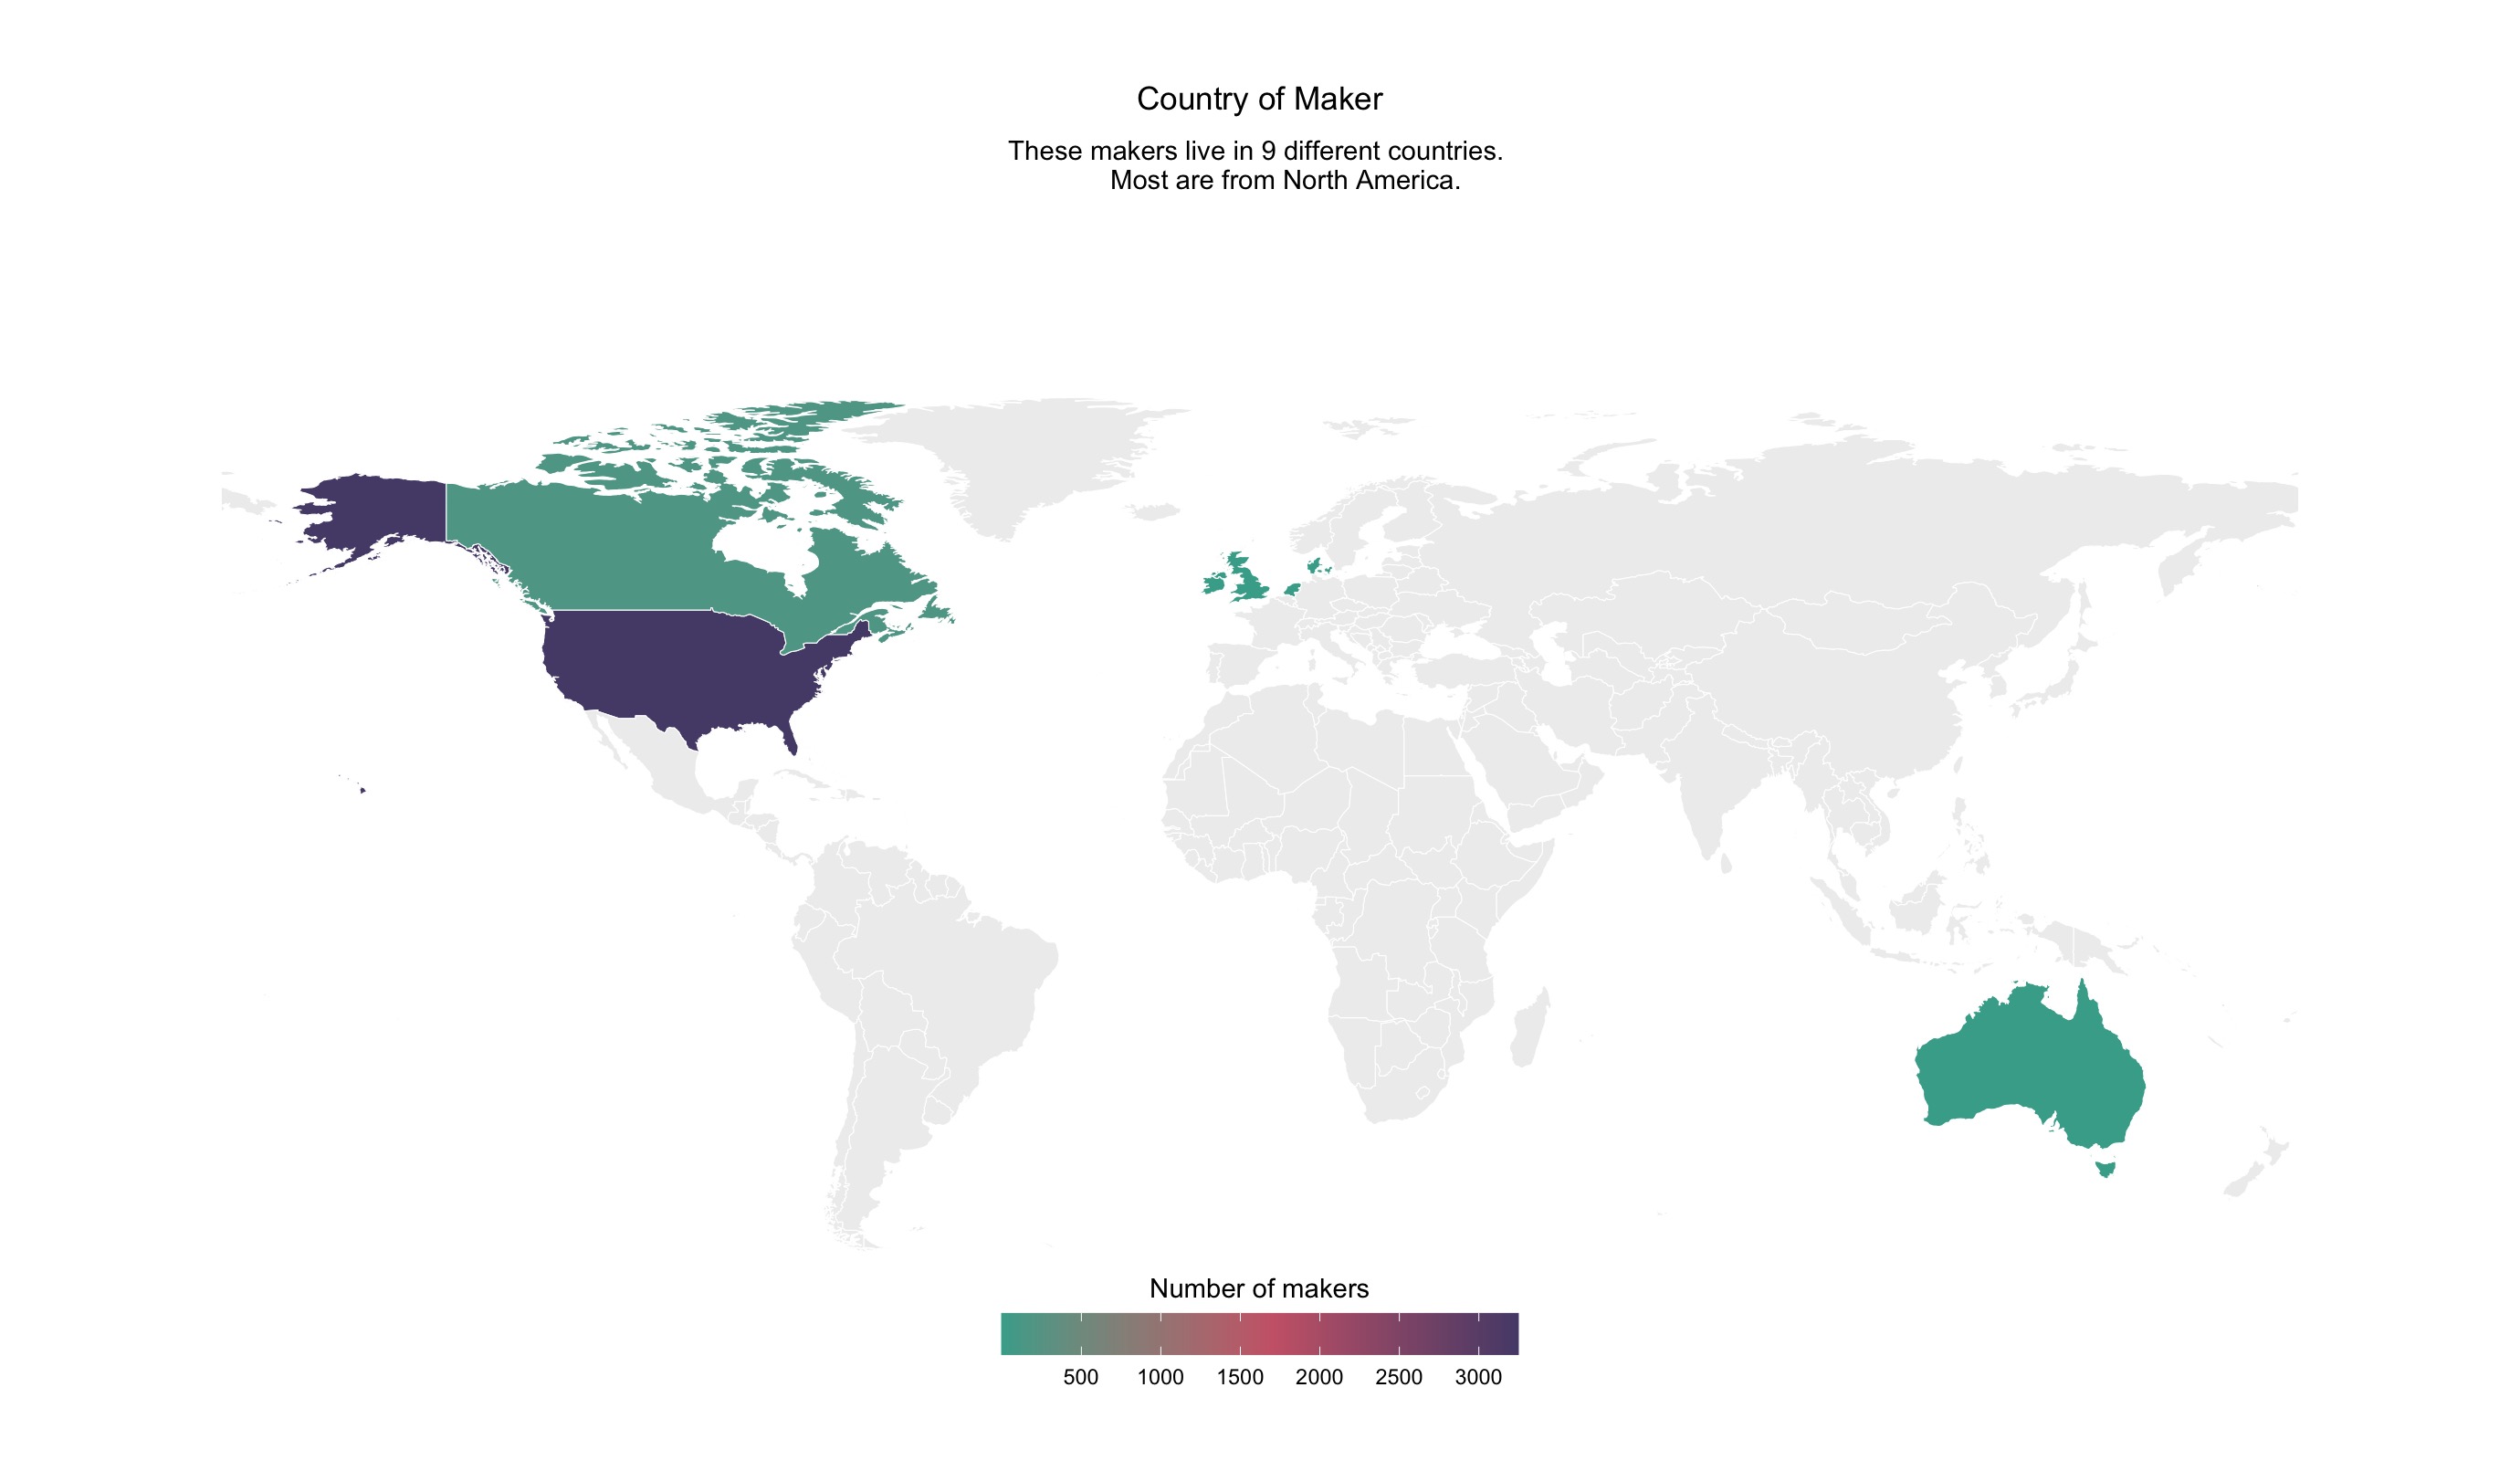 Country of Maker
These makers live in 9 different countries.
Most are from North America.
Number of makers
500 1000 1500 2000 2500 3000